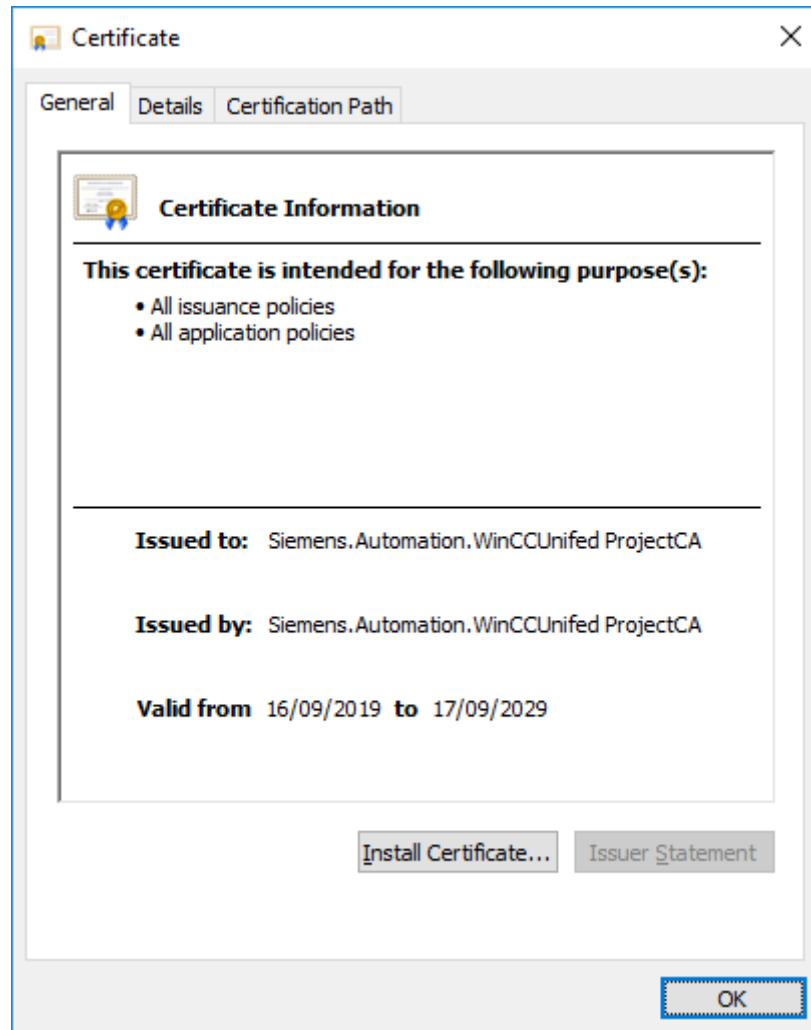 Certificate
General Details Certification Path
Certificate Information
This certificate is intended for the following purpose(s):
• All issuance policies
• All application policies
Issued to: Siemens.Automation.WinCCUnifed ProjectCA
Issued by: Siemens.Automation.WinCCUnifed ProjectCA
Valid from 16/09/2019 to 17/09/2029
Install Certificate... Issuer Statement
OK